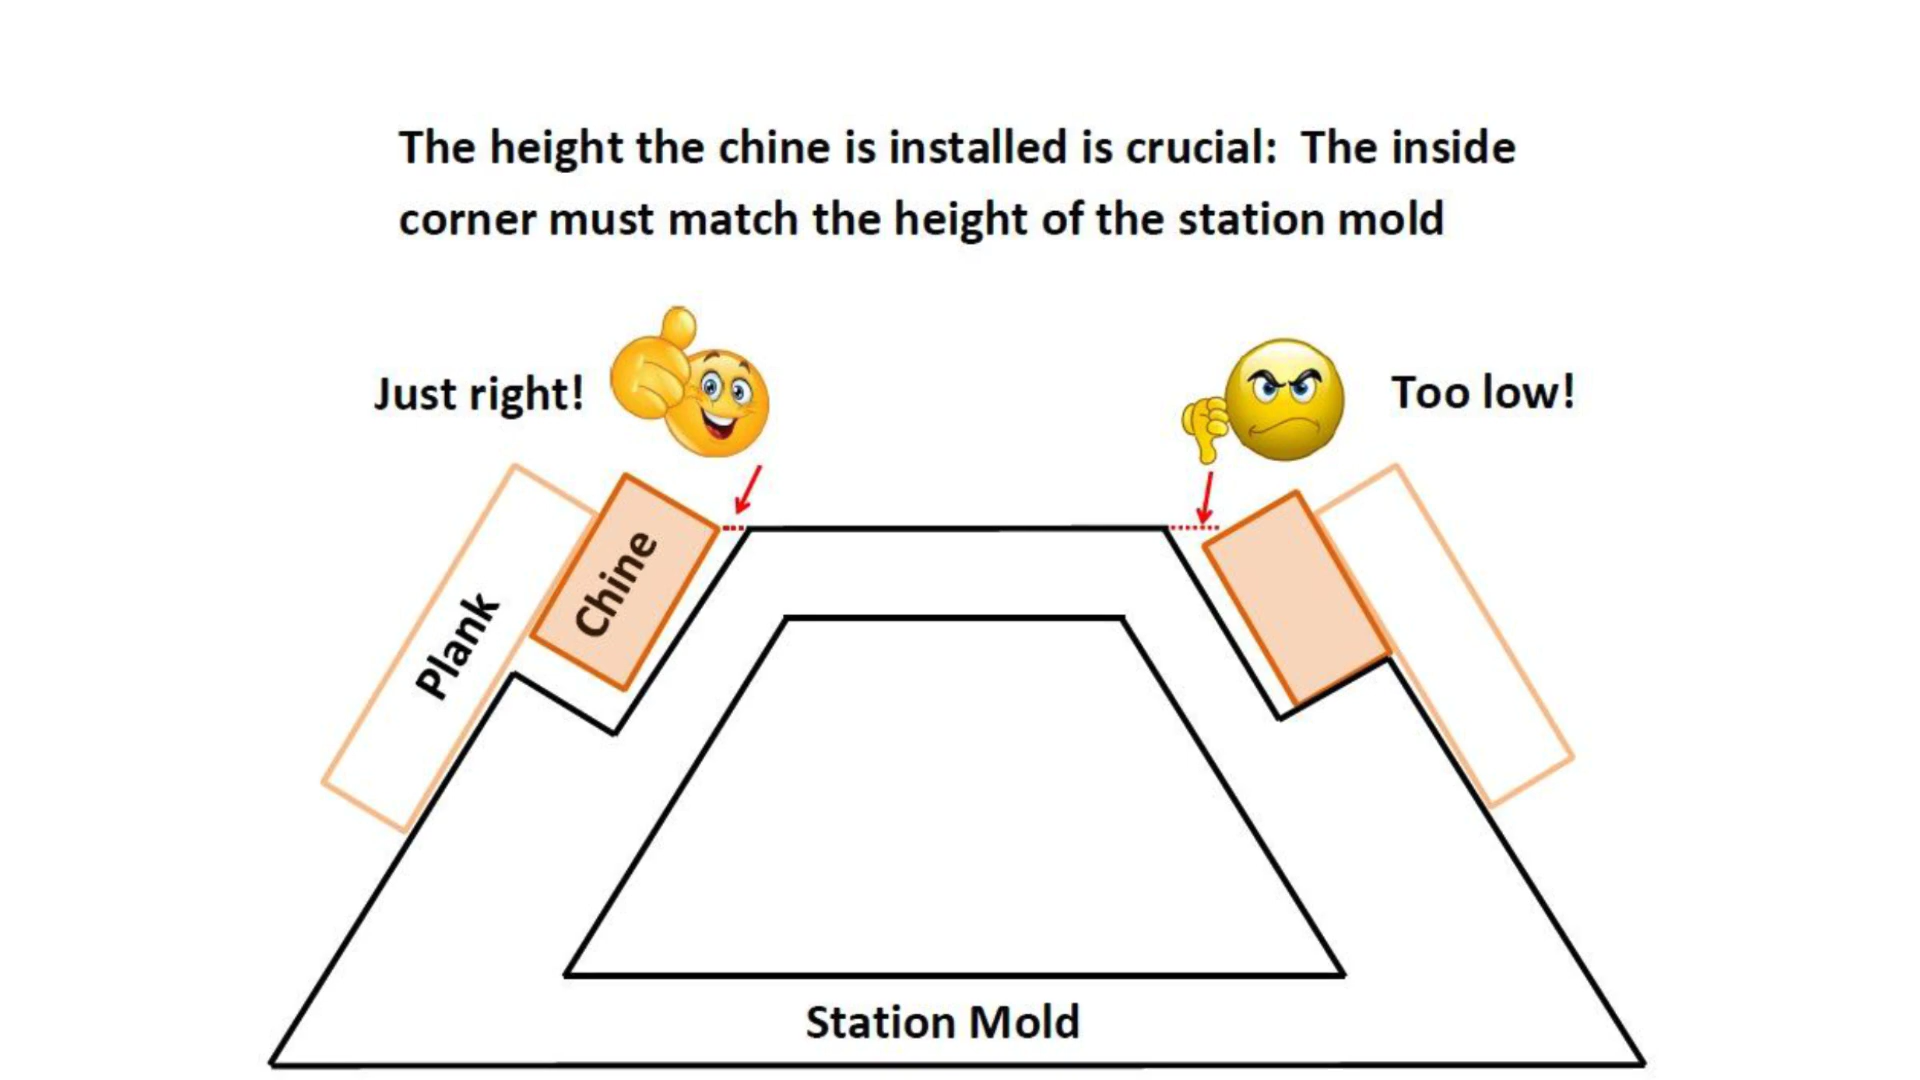 The height the chine is installed is crucial:  The inside
corner must match the height of the station mold
Just right!
Too low!
Chine
Plank
Station Mold